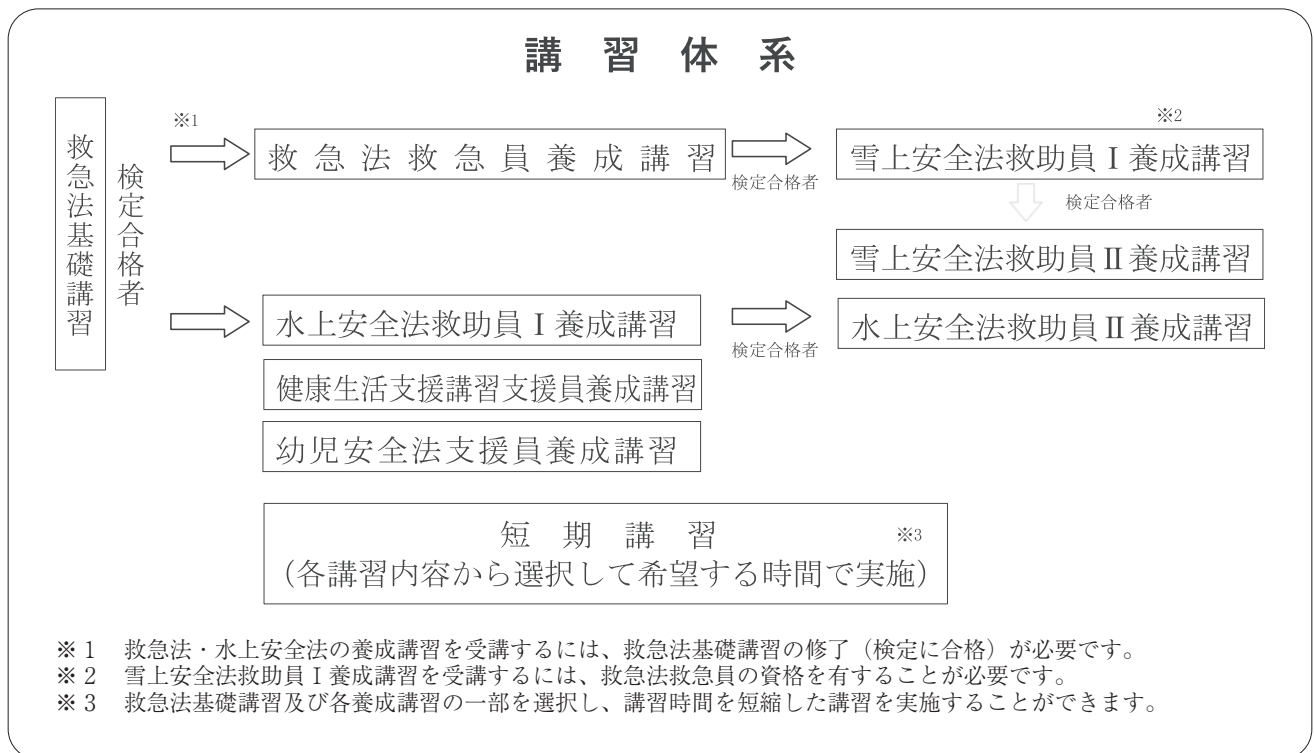 講習体系
救急法基礎講習
検定合格者
※1
救急法救急員養成講習
検定合格者
※2
雪上安全法救助員Ⅰ養成講習
検定合格者
雪上安全法救助員Ⅱ養成講習
水上安全法救助員Ⅰ養成講習
検定合格者
水上安全法救助員Ⅱ養成講習
健康生活支援講習支援員養成講習
幼児安全法支援員養成講習
短期講習 ※3
(各講習内容から選択して希望する時間で実施)
※1 救急法・水上安全法の養成講習を受講するには、救急法基礎講習の修了(検定に合格)が必要です。
※2 雪上安全法救助員Ⅰ養成講習を受講するには、救急法救急員の資格を有することが必要です。
※3 救急法基礎講習及び各養成講習の一部を選択し、講習時間を短縮した講習を実施することができます。